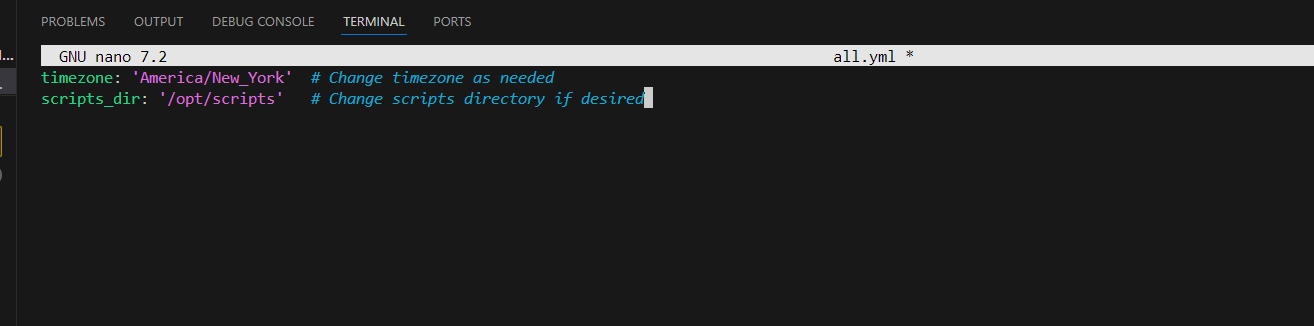 PROBLEMS OUTPUT DEBUG CONSOLE TERMINAL PORTS
GNU nano 7.2 all.yml *
timezone: 'America/New_York'  # Change timezone as needed
scripts_dir: '/opt/scripts'   # Change scripts directory if desired